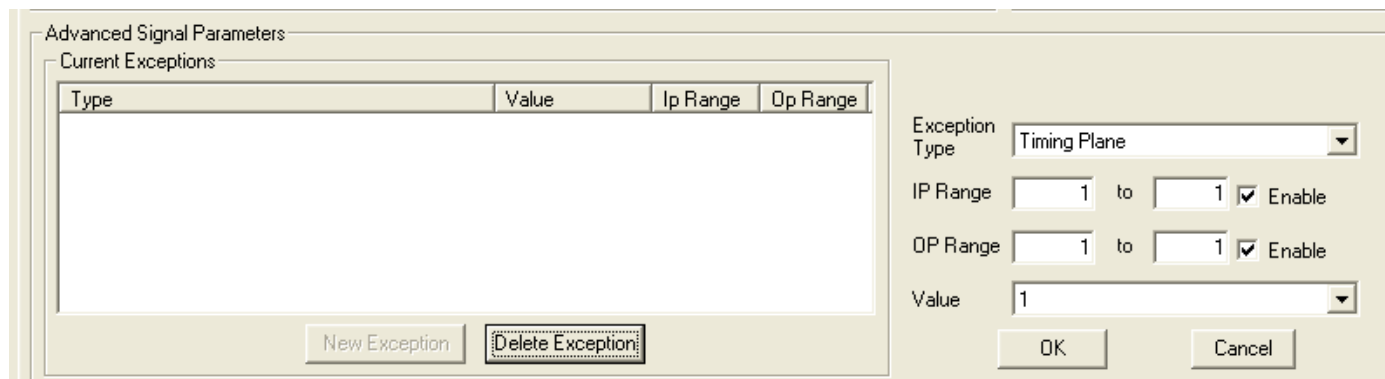 Advanced Signal Parameters
Current Exceptions
Type Value Ip Range Op Range
Exception
Type Timing Plane
IP Range 1 to 1 Enable
OP Range 1 to 1 Enable
Value 1
New Exception Delete Exception OK Cancel